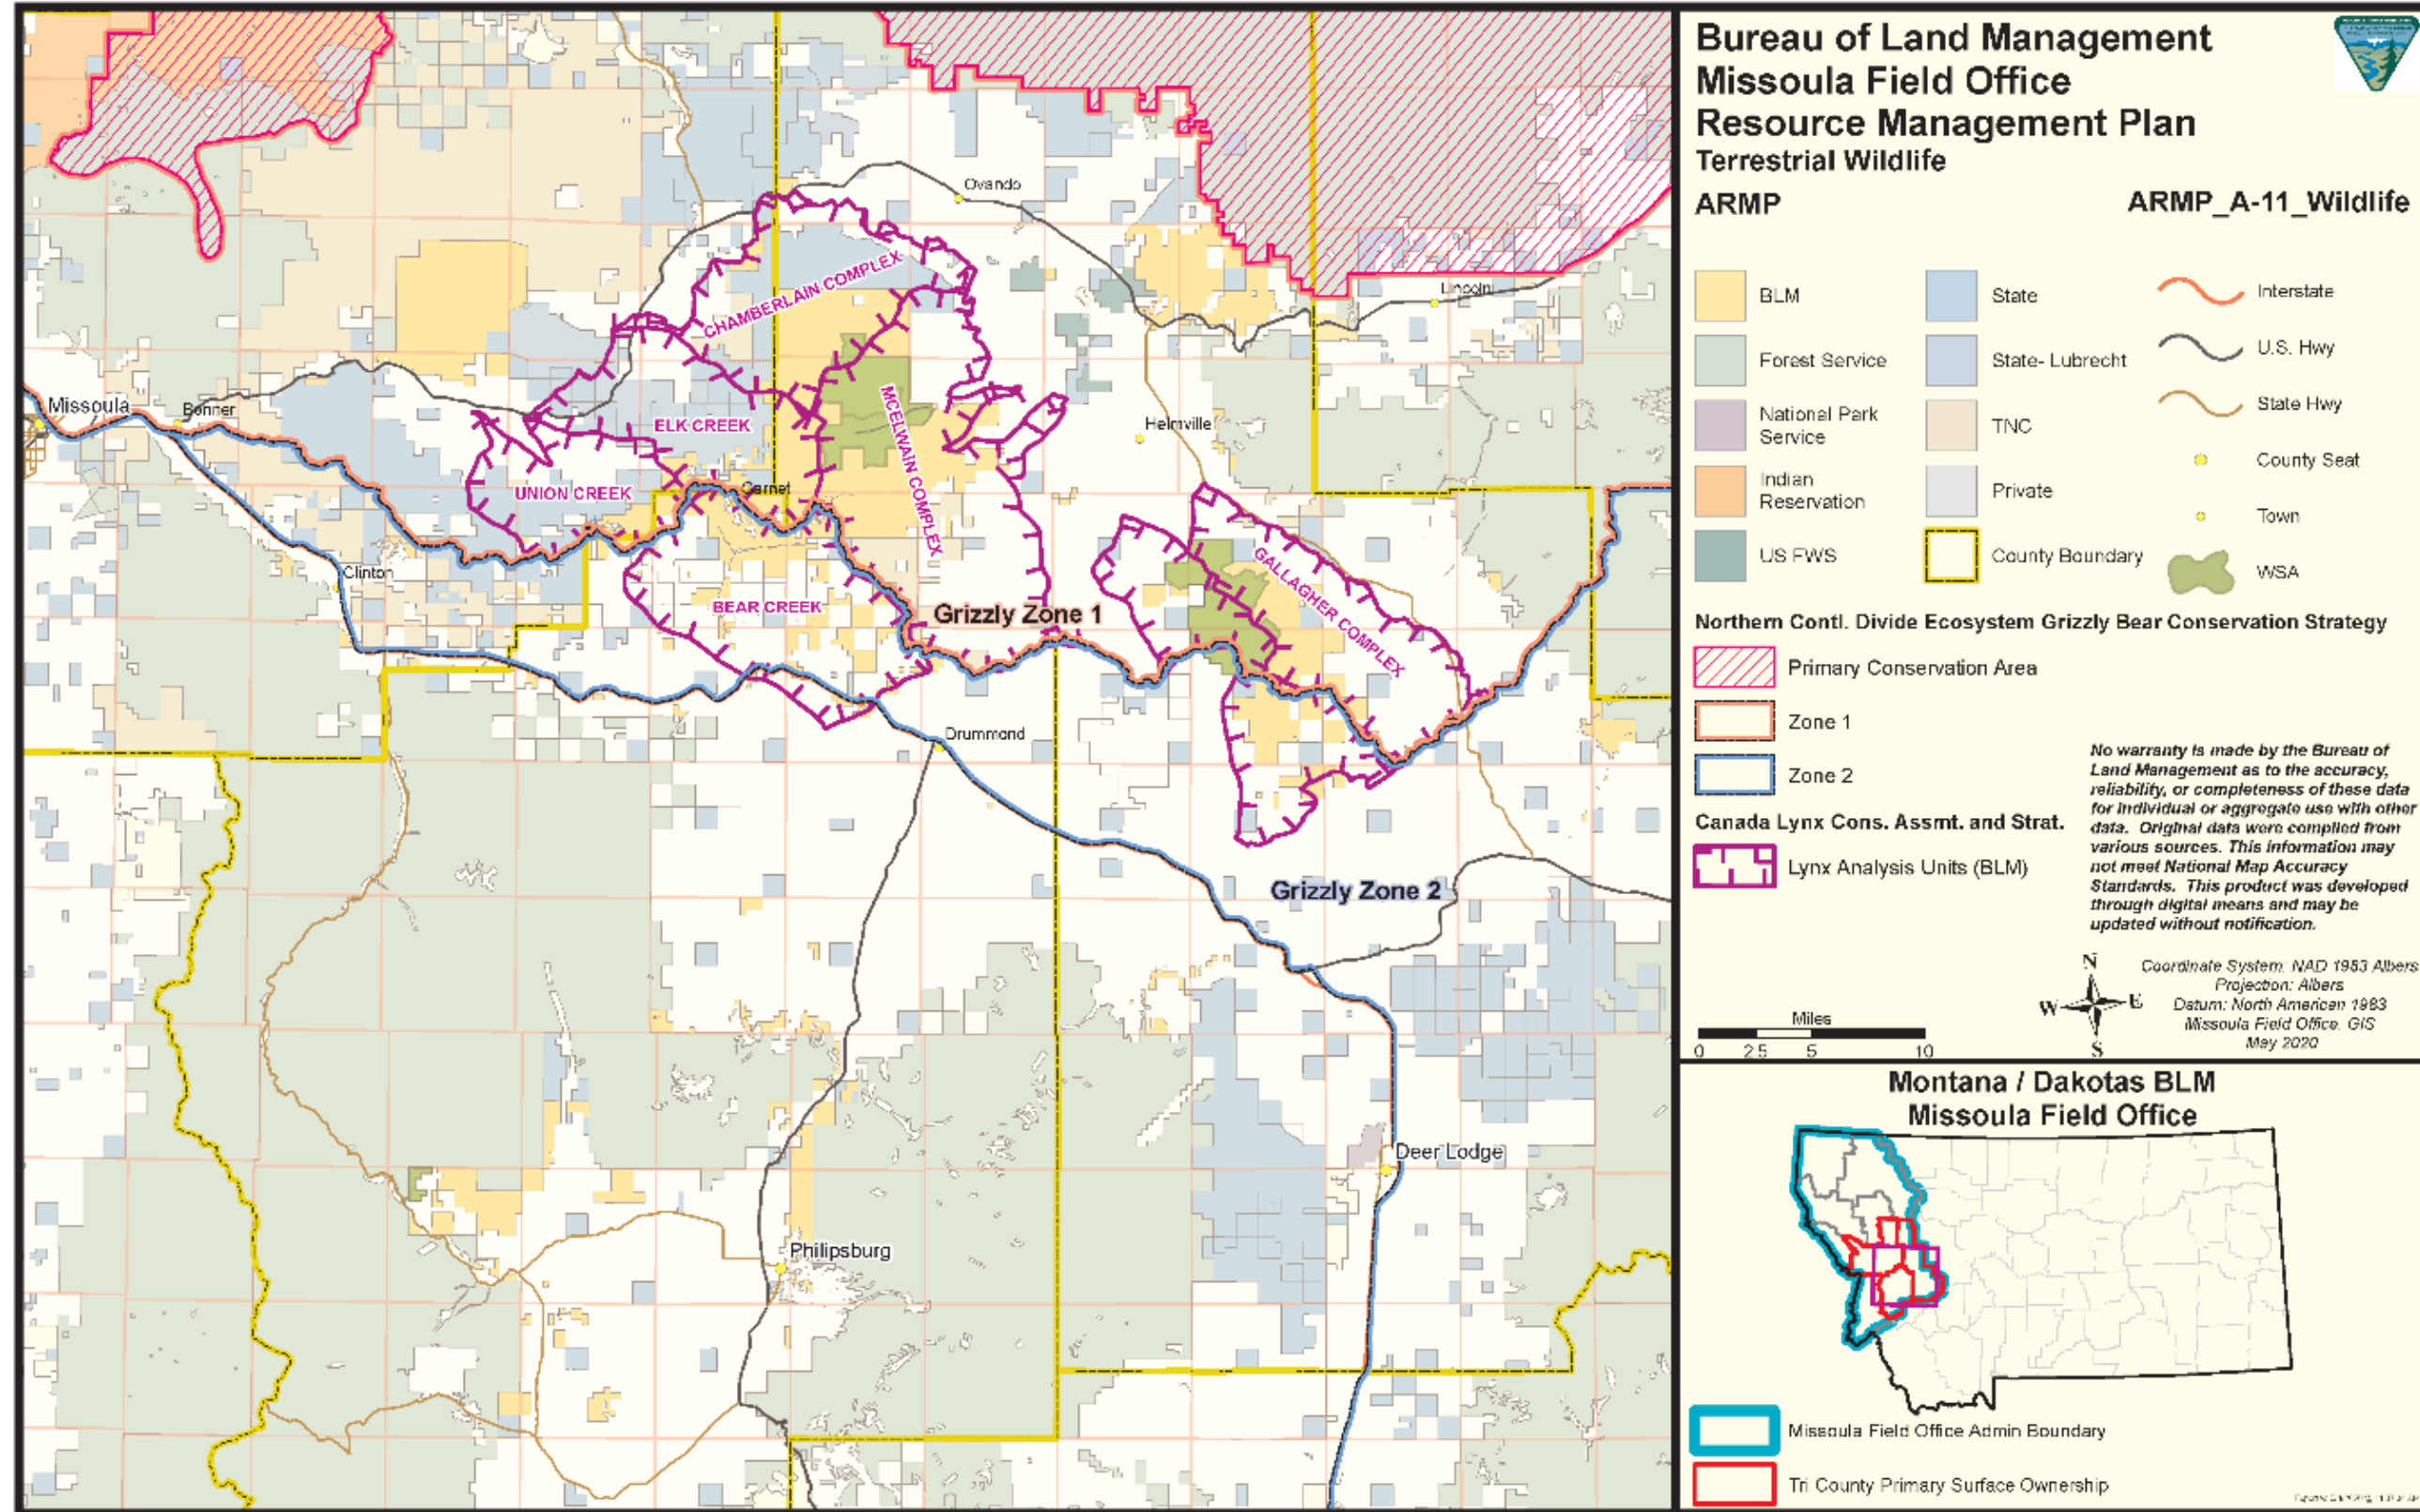 Bureau of Land Management
Missoula Field Office
Resource Management Plan
Terrestrial Wildlife
ARMP
ARMP_A-11_Wildlife
BLM
Forest Service
National Park
Service
Indian
Reservation
US FWS
State
State- Lubrecht
TNC
Private
County Boundary
Interstate
U.S. Hwy
State Hwy
County Seat
Town
WSA
Northern Contl. Divide Ecosystem Grizzly Bear Conservation Strategy
Primary Conservation Area
Zone 1
Zone 2
Canada Lynx Cons. Assmt. and Strat.
Lynx Analysis Units (BLM)
No warranty is made by the Bureau of
Land Management as to the accuracy,
reliability, or completeness of these data
for individual or aggregate use with other
data. Original data were compiled from
various sources. This information may
not meet National Map Accuracy
Standards. This product was developed
through digital means and may be
updated without notification.
Miles
0 2.5 5 10
N
W E
S
Coordinate System: NAD 1983 Albers
Projection: Albers
Datum: North American 1983
Missoula Field Office, GIS
May 2020
Montana / Dakotas BLM
Missoula Field Office
Missoula Field Office Admin Boundary
Tri County Primary Surface Ownership
Ovando
CHAMBERLAIN COMPLEX
Lincoln
Missoula
Bonner
ELK CREEK
MCELWAIN COMPLEX
Helmville
UNION CREEK
Garnet
Clinton
BEAR CREEK
Grizzly Zone 1
GALLAGHER COMPLEX
Drummond
Grizzly Zone 2
Deer Lodge
Philipsburg